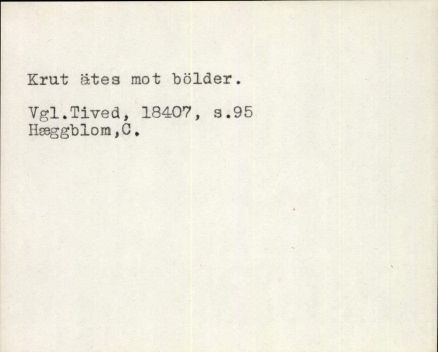 Krut ätes mot bölder.
Vgl.Tived, 18407, s.95
Hæggblom,C.